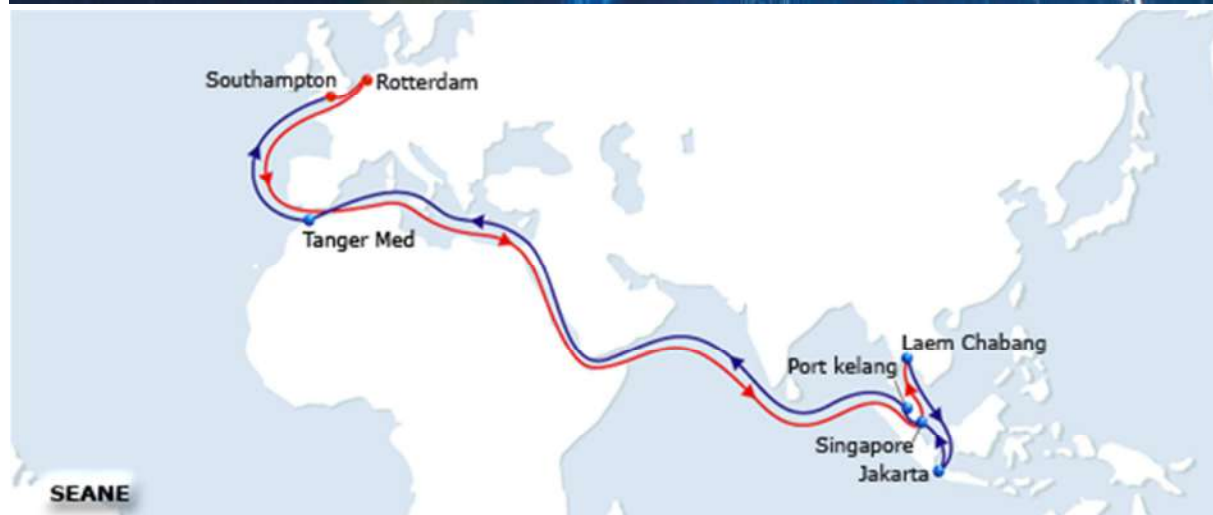 Southampton
Rotterdam
Tanger Med
Laem Chabang
Port kelang
Singapore
Jakarta
SEANE